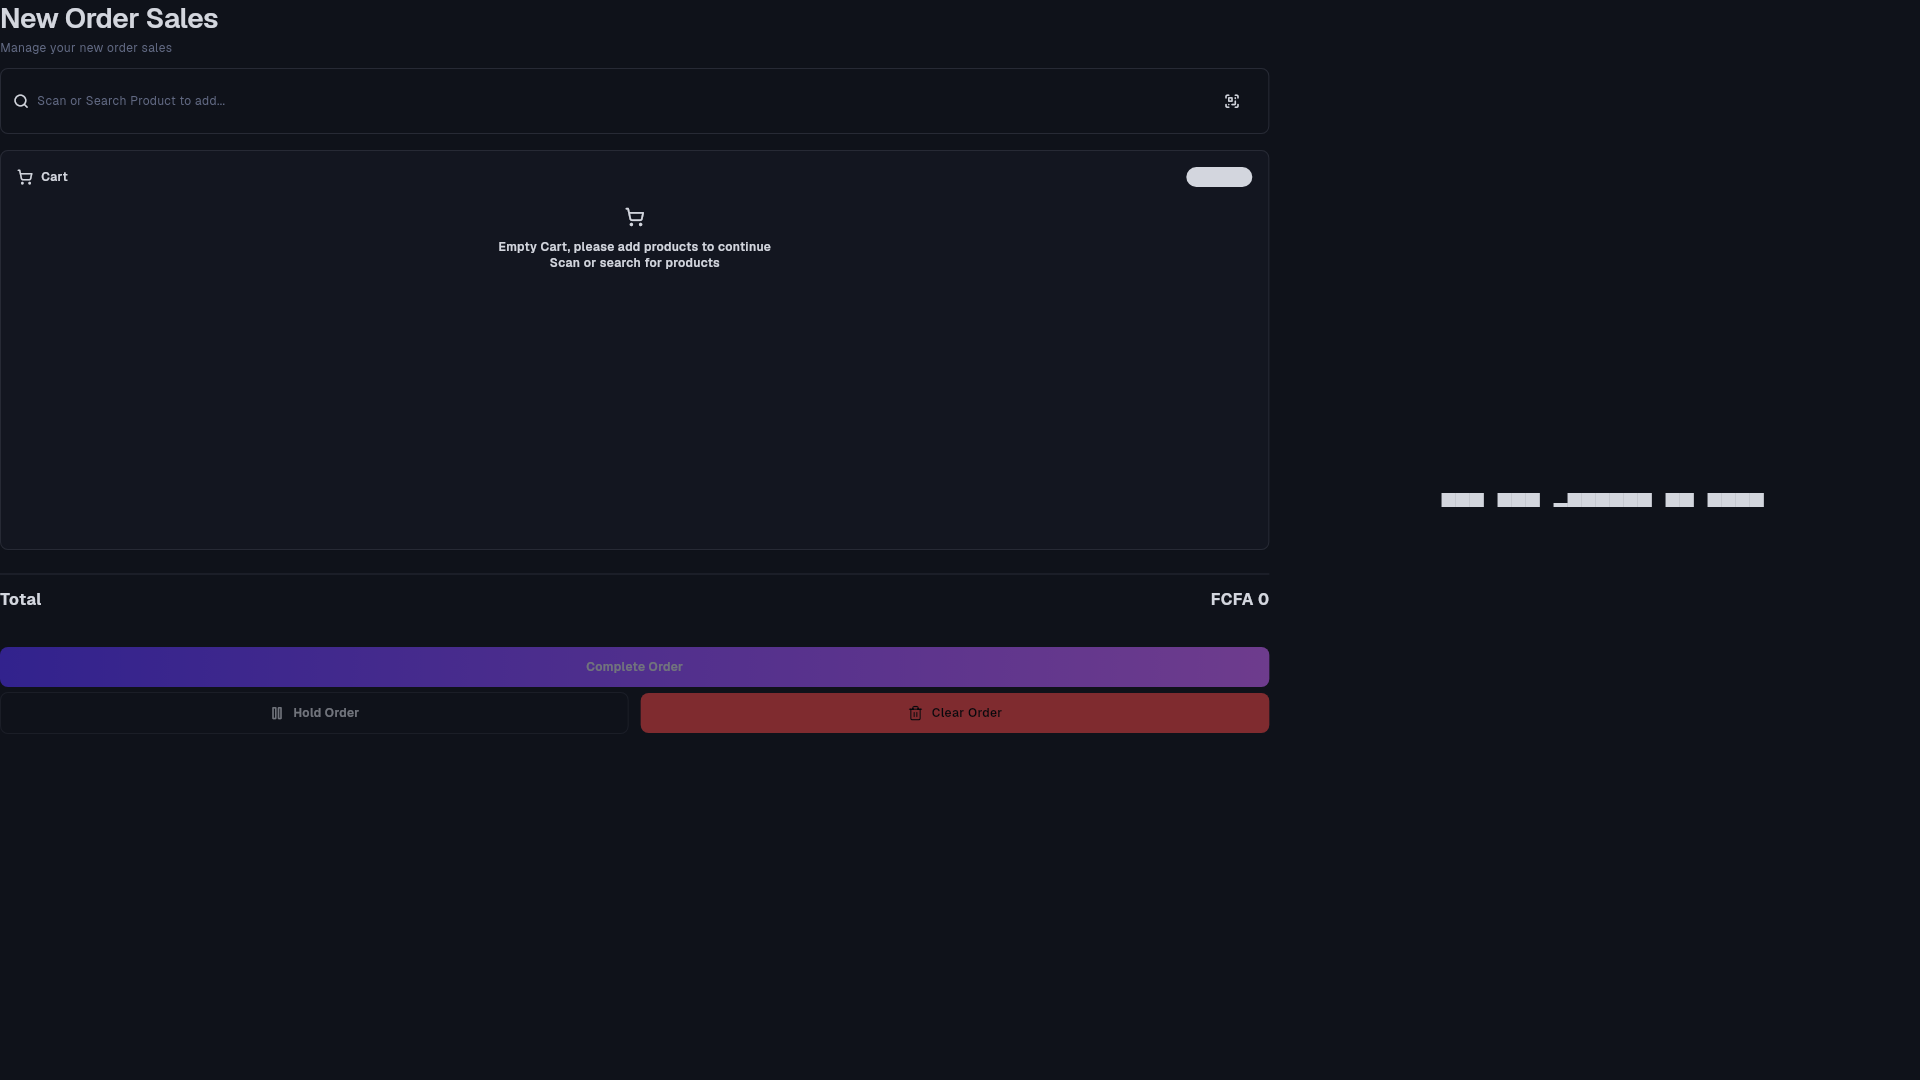 New Order Sales
Manage your new order sales
Scan or Search Product to add...
Cart
Empty Cart, please add products to continue
Scan or search for products
Total
FCFA 0
Complete Order
Hold Order
Clear Order